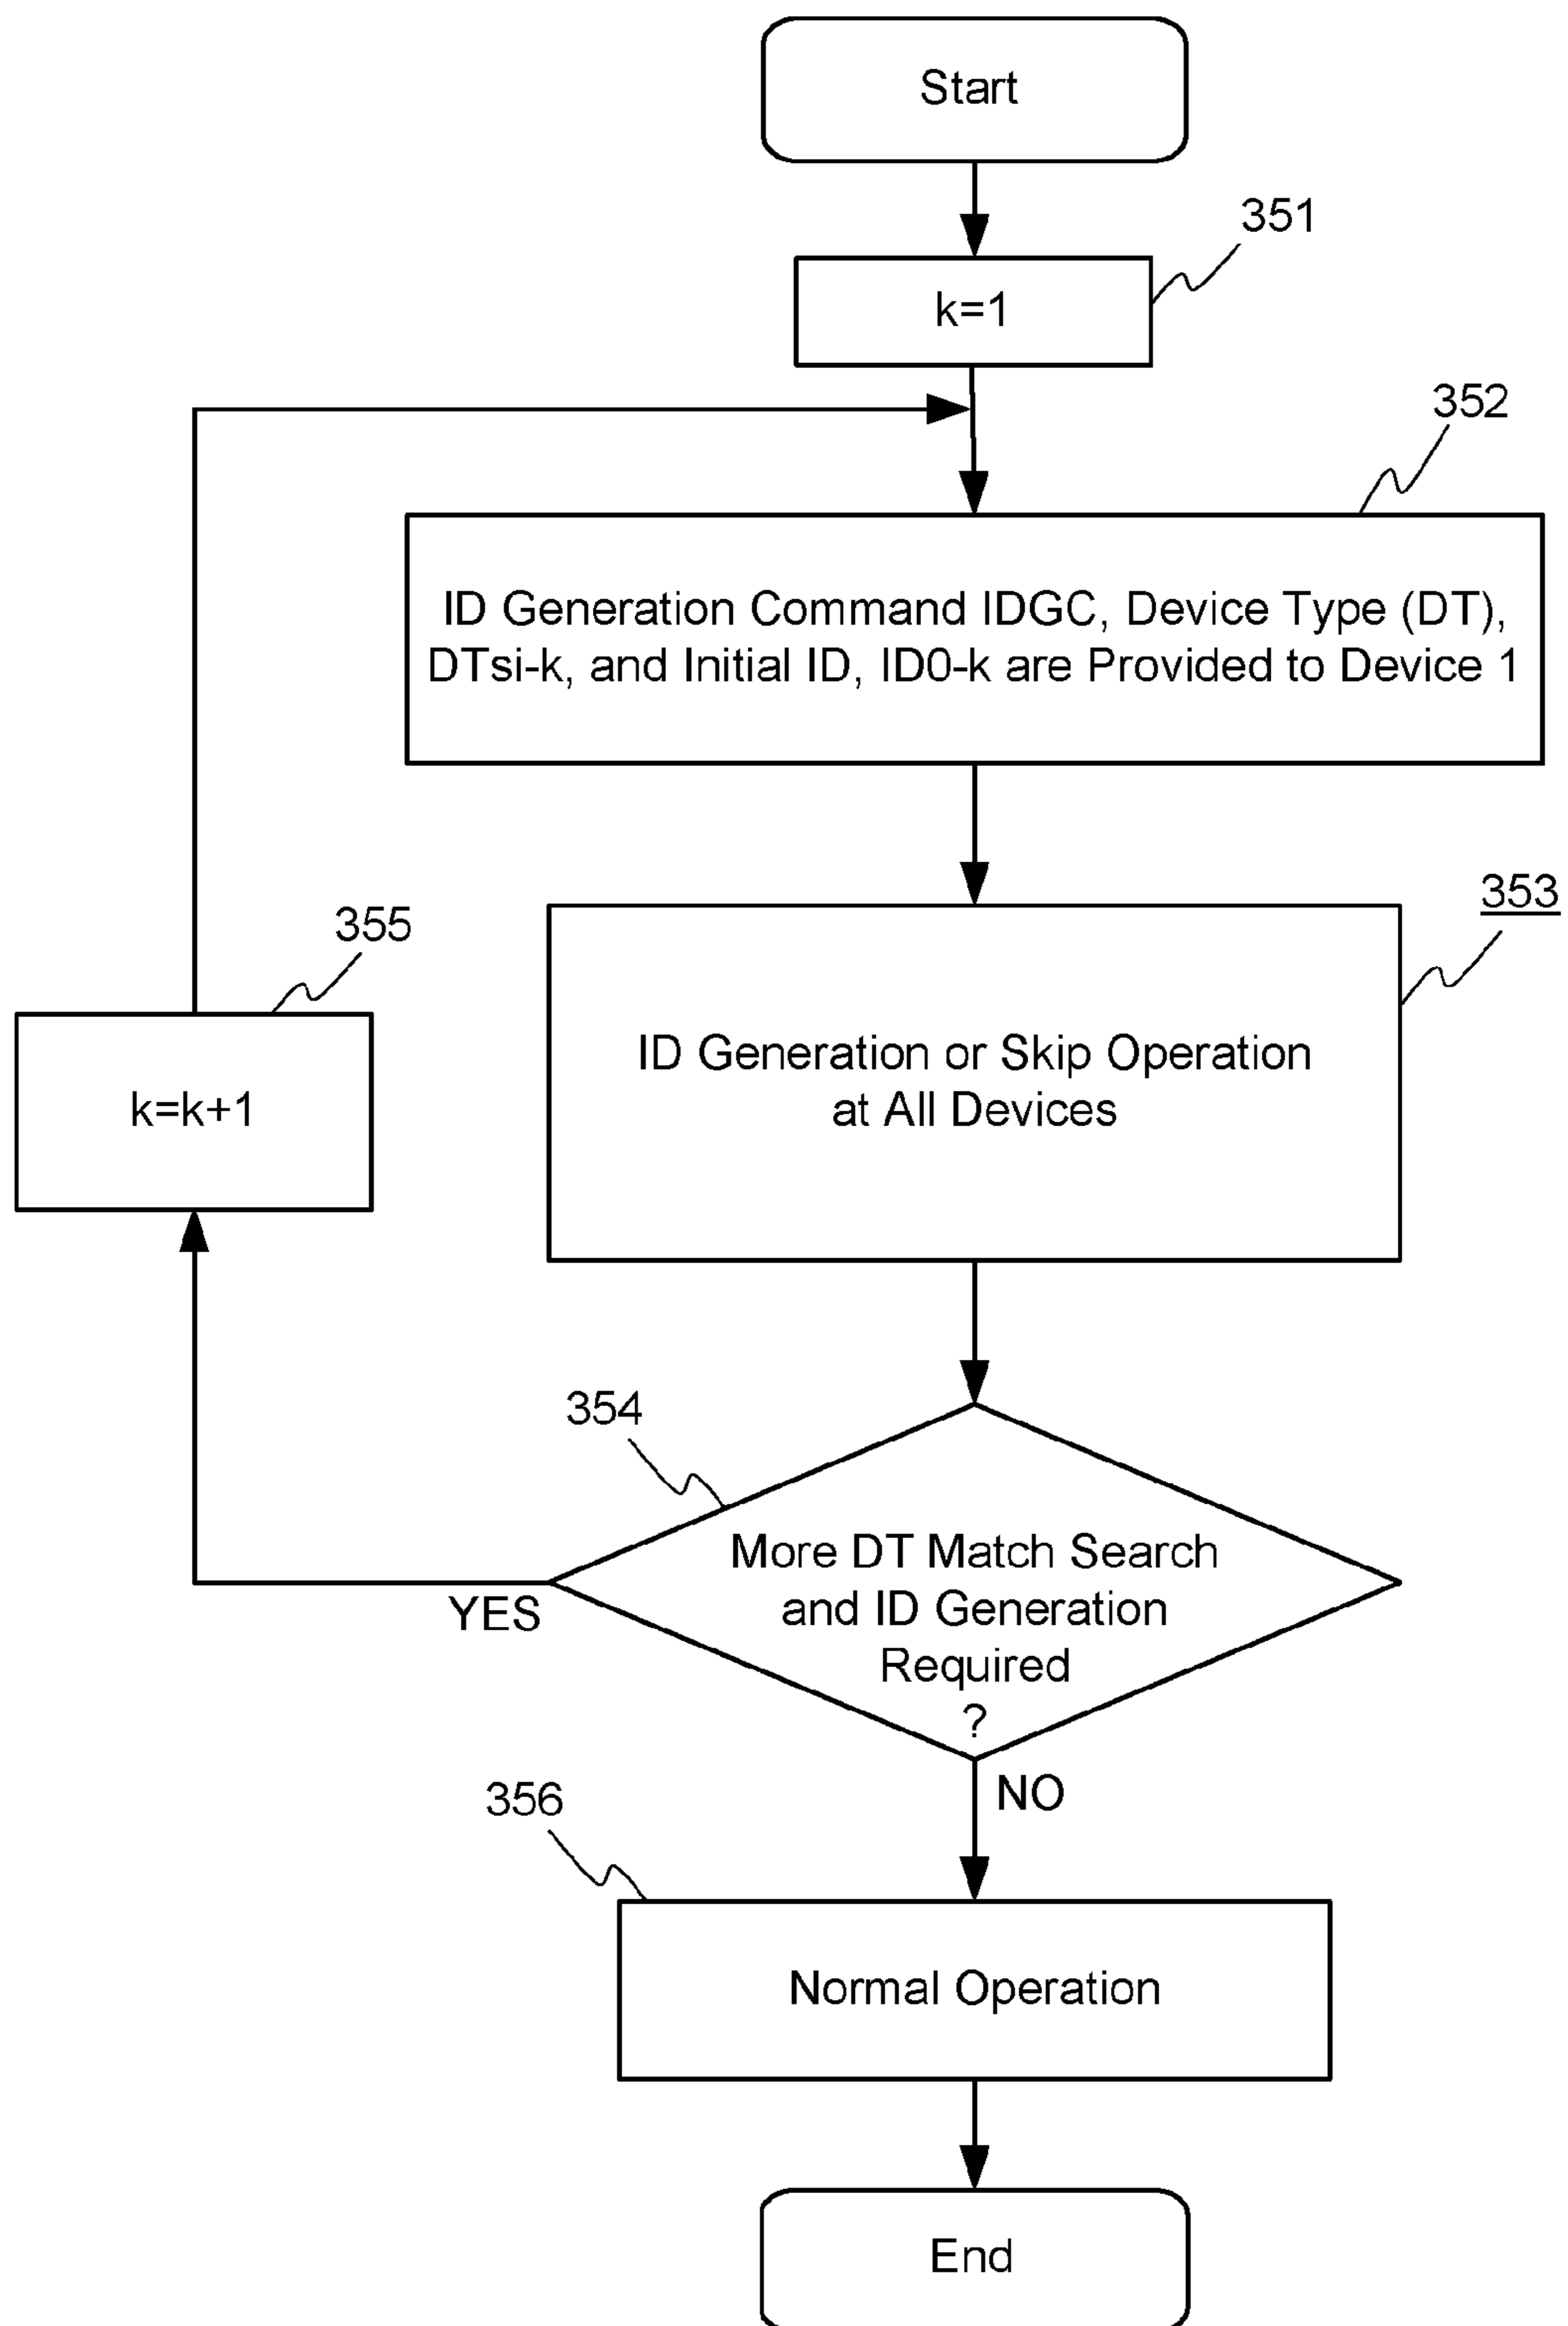 Start
351
k=1
352
ID Generation Command IDGC, Device Type (DT),
DTsi-k, and Initial ID, ID0-k are Provided to Device 1
353
355
ID Generation or Skip Operation
at All Devices
k=k+1
354
More DT Match Search
and ID Generation
Required
?
YES
NO
356
Normal Operation
End